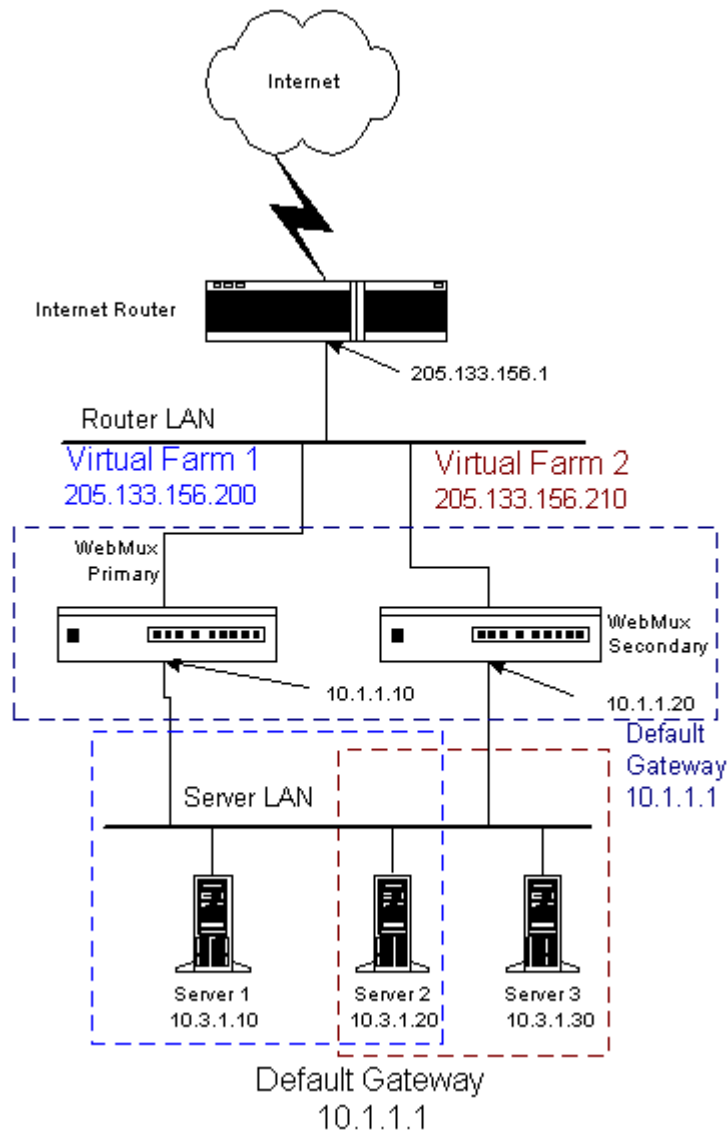 Internet
Internet Router
205.133.156.1
Router LAN
Virtual Farm 1
205.133.156.200
Virtual Farm 2
205.133.156.210
WebMux
Primary
WebMux
Secondary
10.1.1.10
10.1.1.20
Default
Gateway
10.1.1.1
Server LAN
Server 1
10.3.1.10
Server 2
10.3.1.20
Server 3
10.3.1.30
Default Gateway
10.1.1.1